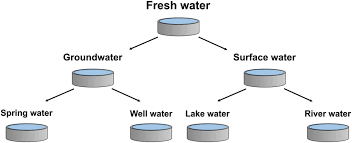 Fresh water
Groundwater
Surface water
Spring water
Well water
Lake water
River water